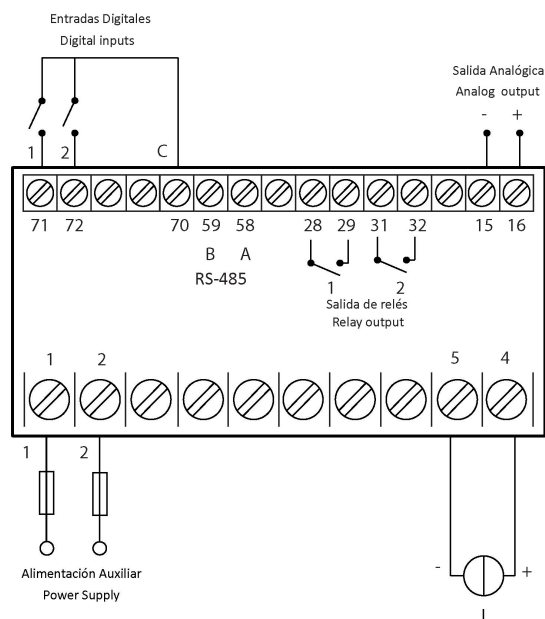 Entradas Digitales
Digital inputs
Salida Analógica
Analog output
- +
1 2 C
71 72 70 59 58 28 29 31 32 15 16
B A
RS-485
1 2
Salida de relés
Relay output
1 2 5 4
1 2
Alimentación Auxiliar
Power Supply
- +
I